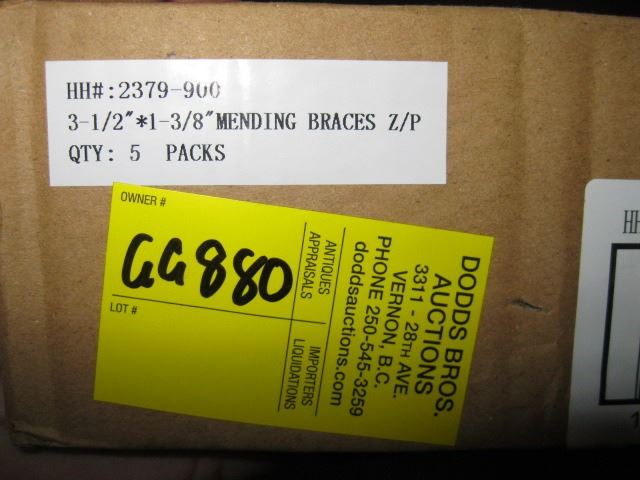 HH#:2379-900
3-1/2"*1-3/8"MENDING BRACES Z/P
QTY: 5 PACKS
OWNER #
GG880
LOT #
ANTIQUES
APPRAISALS
IMPORTERS
LIQUIDATIONS
DODDS BROS.
AUCTIONS
3311 - 28TH AVE.
VERNON, B.C.
PHONE 250-545-3259
doddsauctions.com
HH